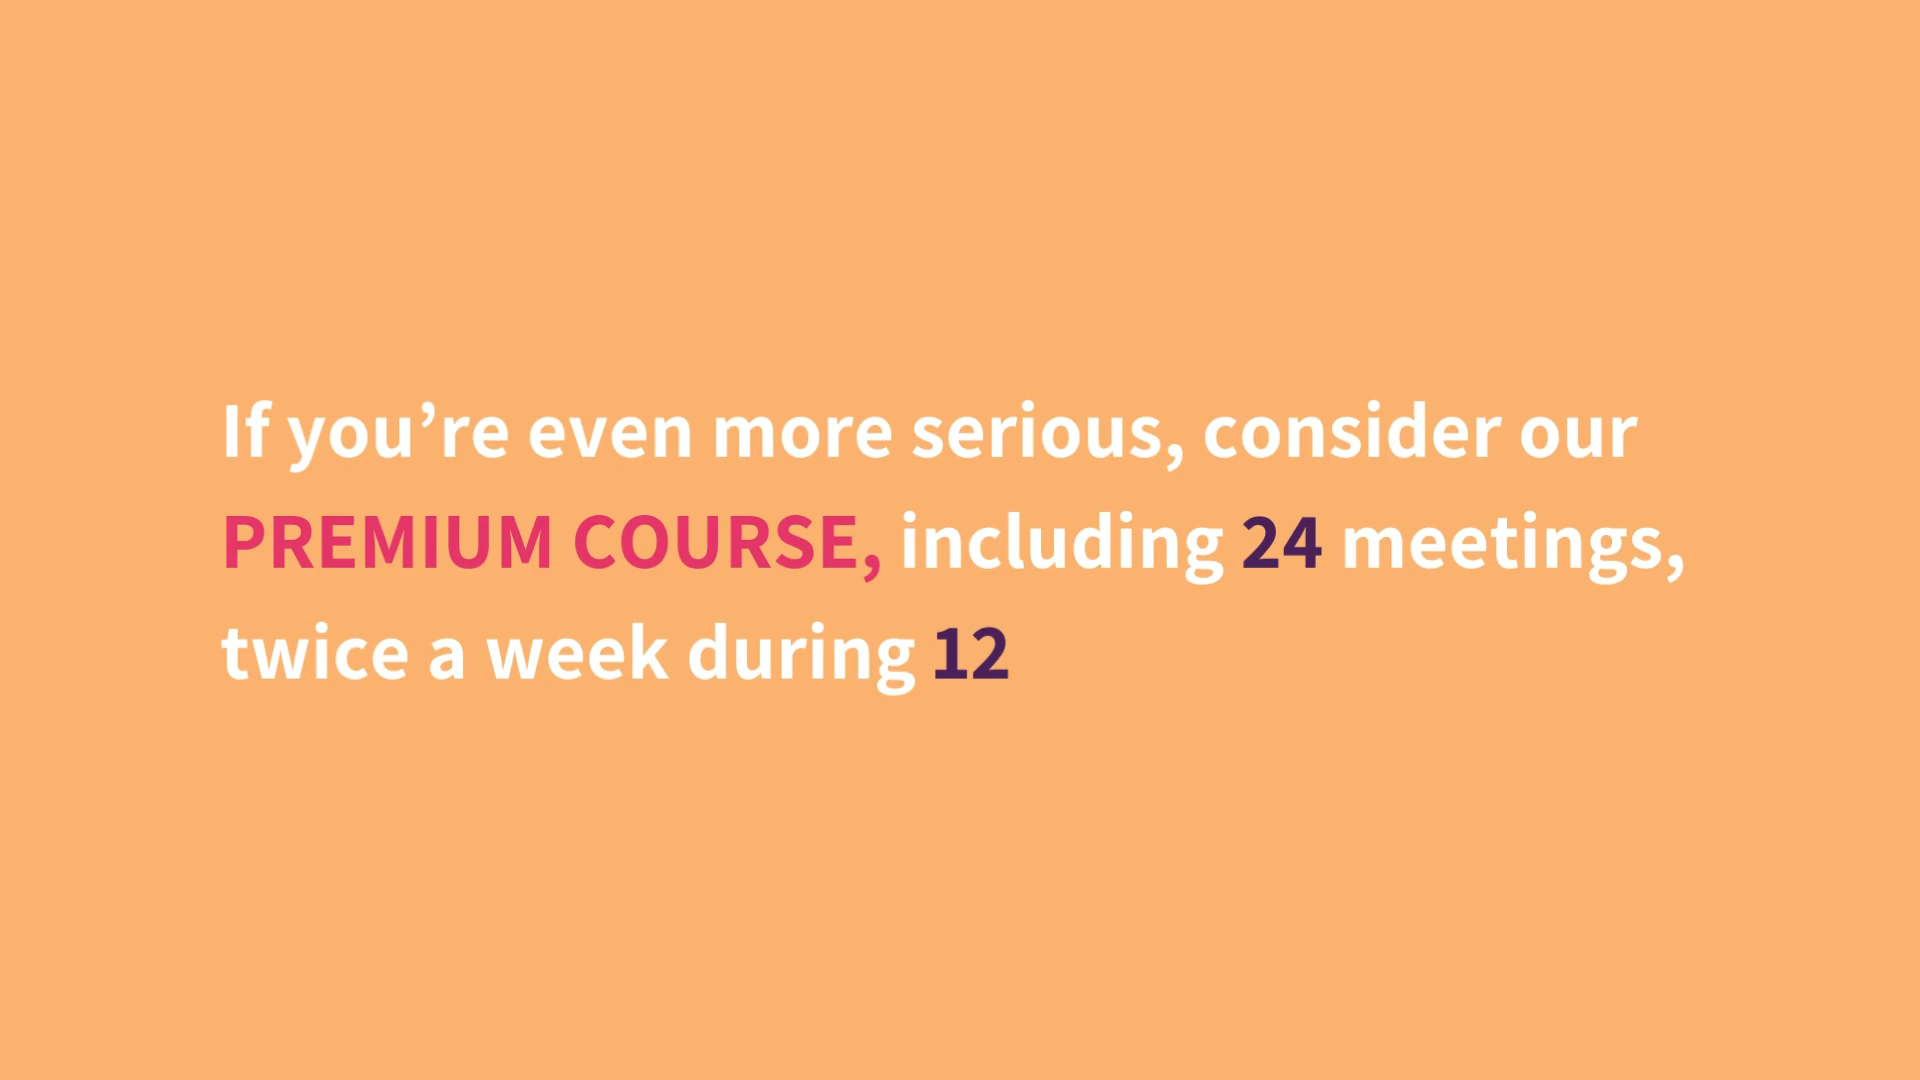 If you’re even more serious, consider our
PREMIUM COURSE, including 24 meetings,
twice a week during 12